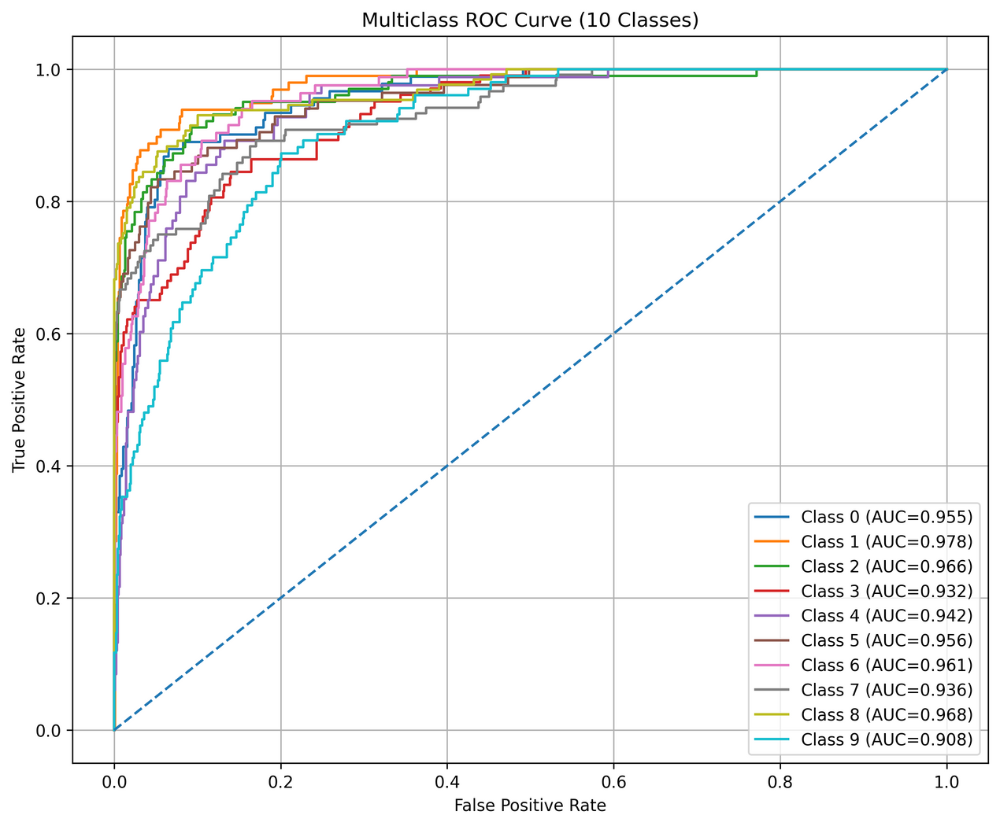 Multiclass ROC Curve (10 Classes)
True Positive Rate
1.0
0.8
0.6
0.4
0.2
0.0
0.0 0.2 0.4 0.6 0.8 1.0
False Positive Rate
Class 0 (AUC=0.955)
Class 1 (AUC=0.978)
Class 2 (AUC=0.966)
Class 3 (AUC=0.932)
Class 4 (AUC=0.942)
Class 5 (AUC=0.956)
Class 6 (AUC=0.961)
Class 7 (AUC=0.936)
Class 8 (AUC=0.968)
Class 9 (AUC=0.908)